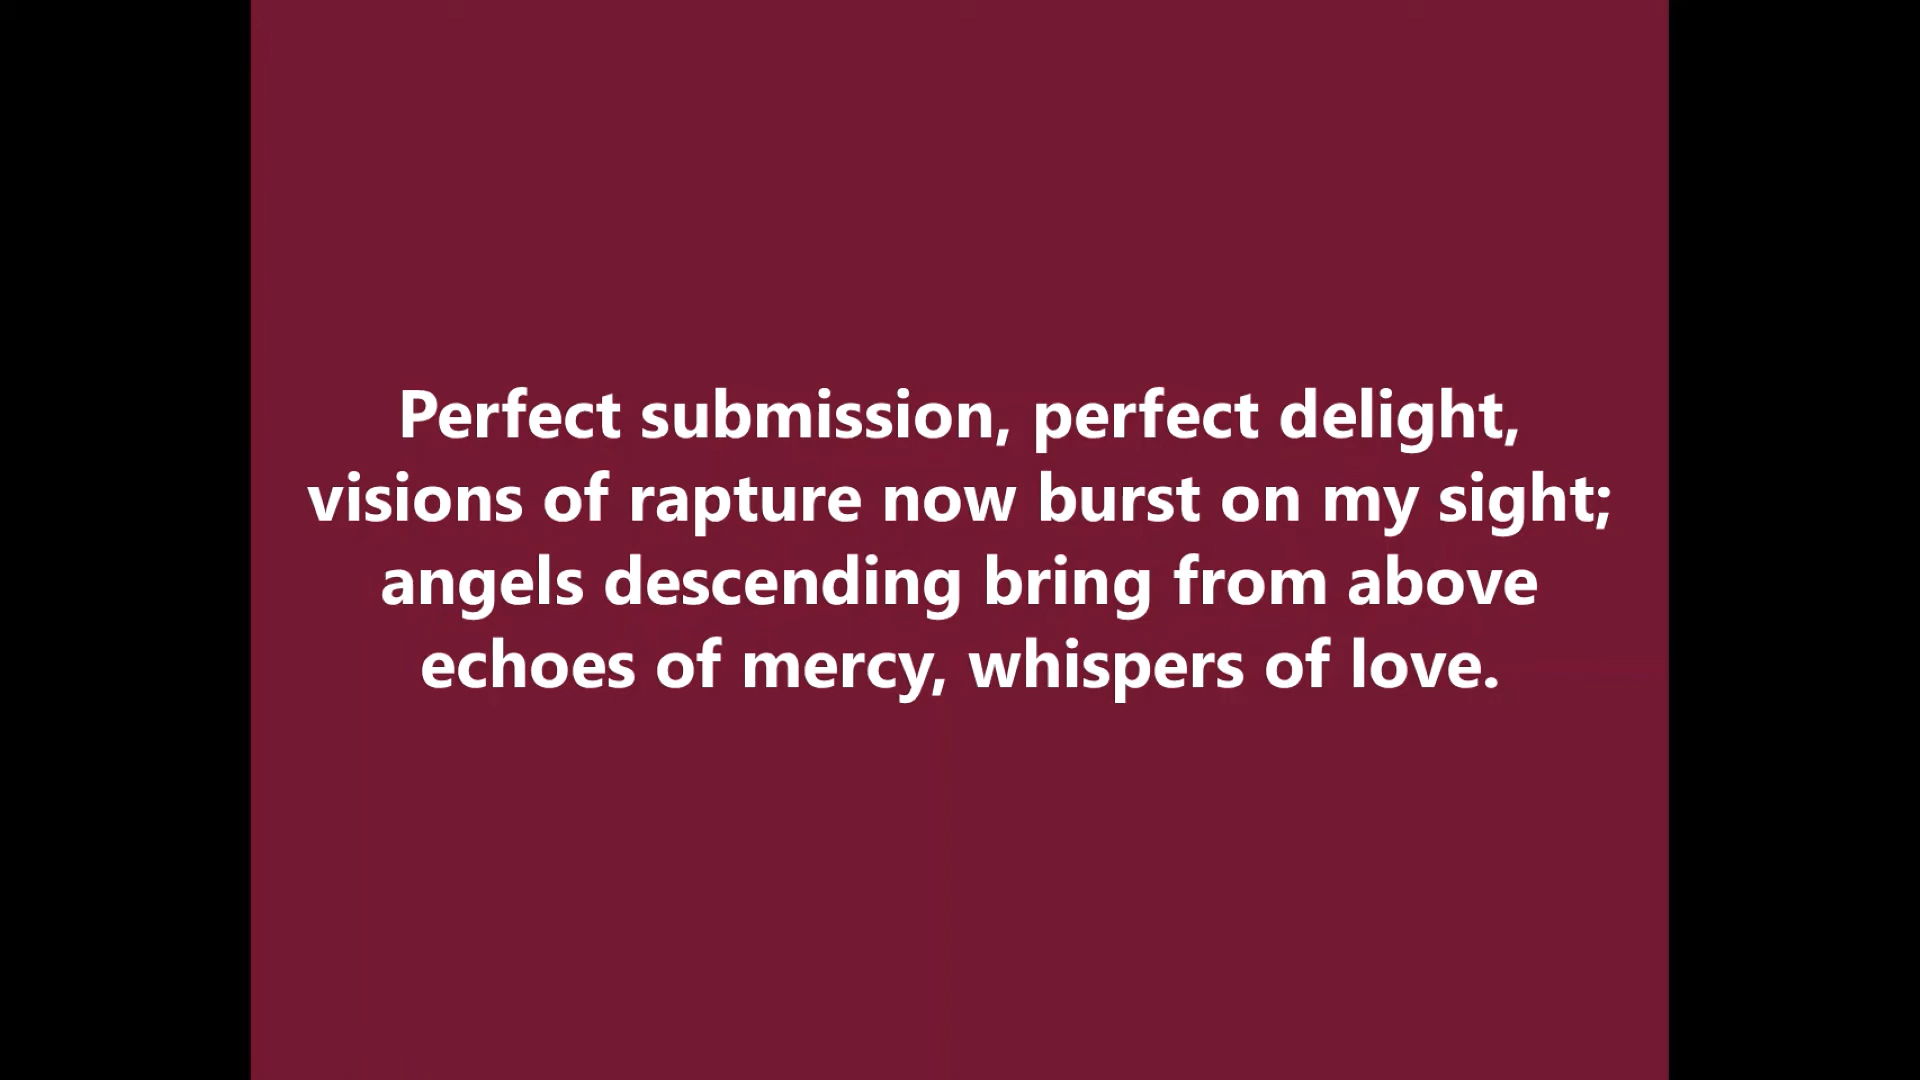 Perfect submission, perfect delight,
visions of rapture now burst on my sight;
angels descending bring from above
echoes of mercy, whispers of love.